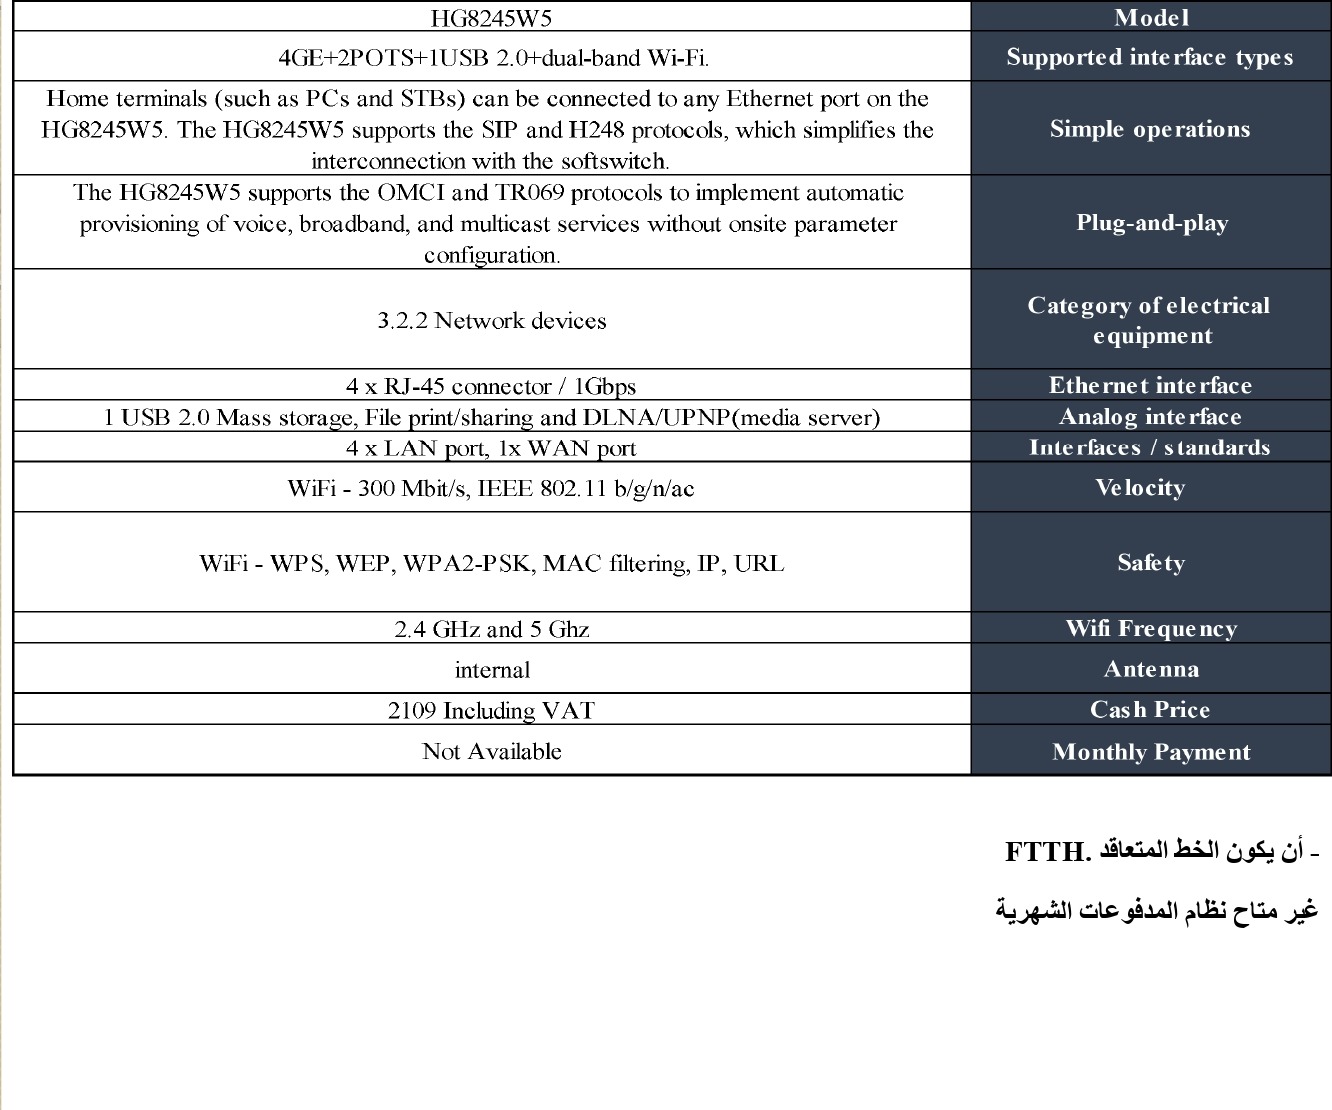 HG8245W5 Model
4GE+2POTS+1USB 2.0+dual-band Wi-Fi. Supported interface types
Home terminals (such as PCs and STBs) can be connected to any Ethernet port on the
HG8245W5. The HG8245W5 supports the SIP and H248 protocols, which simplifies the
interconnection with the softswitch.
Simple operations
The HG8245W5 supports the OMCI and TR069 protocols to implement automatic
provisioning of voice, broadband, and multicast services without onsite parameter
configuration.
Plug-and-play
3.2.2 Network devices
Category of electrical
equipment
4 x RJ-45 connector / 1Gbps Ethernet interface
1 USB 2.0 Mass storage, File print/sharing and DLNA/UPNP(media server) Analog interface
4 x LAN port, 1x WAN port Interfaces / standards
WiFi - 300 Mbit/s, IEEE 802.11 b/g/n/ac Velocity
WiFi - WPS, WEP, WPA2-PSK, MAC filtering, IP, URL Safety
2.4 GHz and 5 Ghz Wifi Frequency
internal Antenna
2109 Including VAT Cash Price
Not Available Monthly Payment
- أن يكون الخط المتعاقد .FTTH
غير متاح نظام المدفوعات الشهرية